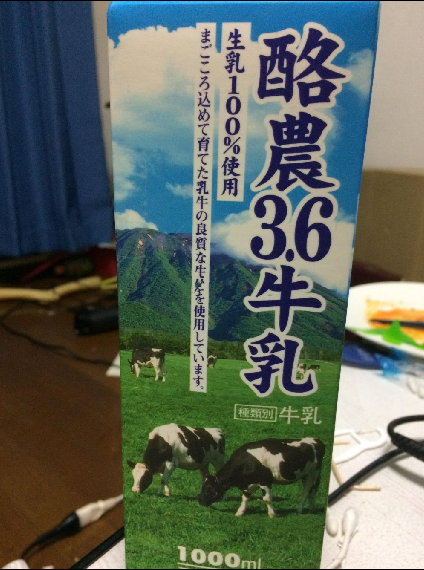 酪農3.6牛乳
生乳100%使用
まごころ込めて育てた乳牛の良質な生乳を使用しています。
種類別 牛乳
1000ml